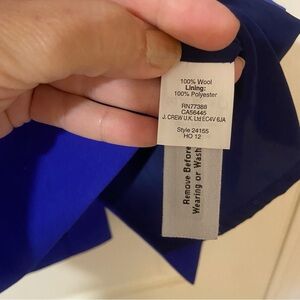 100% Wool
Lining:
100% Polyester
RN77388
CA56445
J. CREW U.K. Ltd EC4V 6JA
Style 24155
HO 12
Remove Before
Wearing or Wash